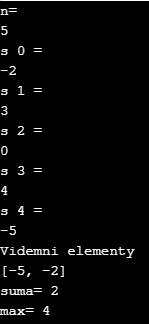 n=
5
s 0 =
-2
s 1 =
3
s 2 =
0
s 3 =
4
s 4 =
-5
Videmni elementy
[-5, -2]
suma= 2
max= 4